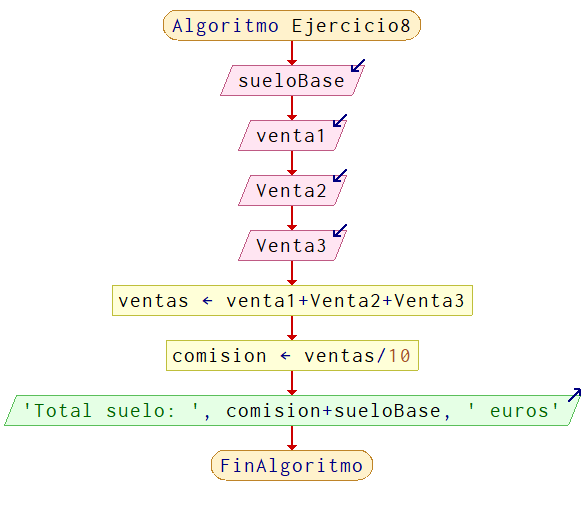 Algoritmo Ejercicio8
sueloBase
venta1
Venta2
Venta3
ventas ← venta1+Venta2+Venta3
comision ← ventas/10
'Total suelo: ', comision+sueloBase, ' euros'
FinAlgoritmo